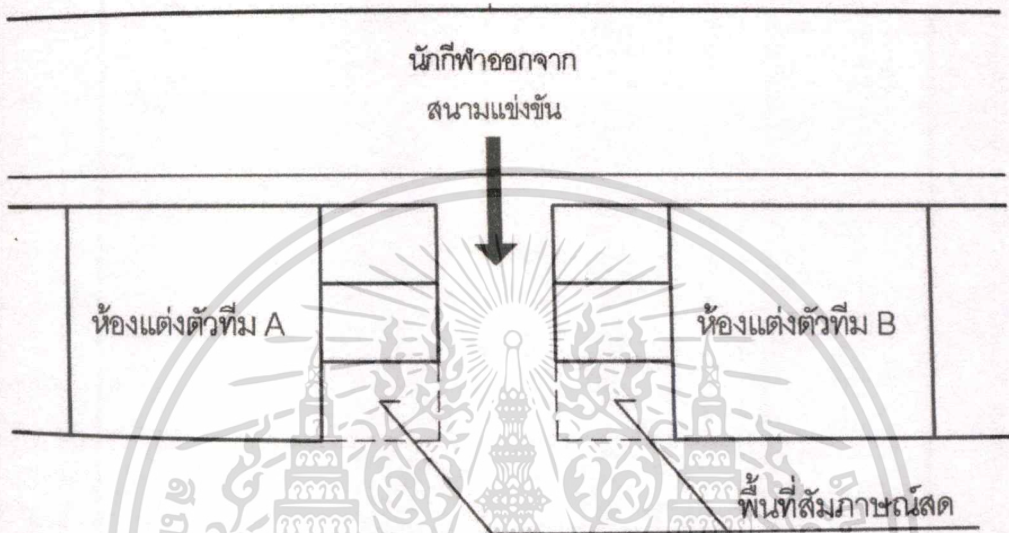 นักกีฬาออกจาก
สนามแข่งขัน
ห้องแต่งตัวทีม A
ห้องแต่งตัวทีม B
พื้นที่สัมภาษณ์สด